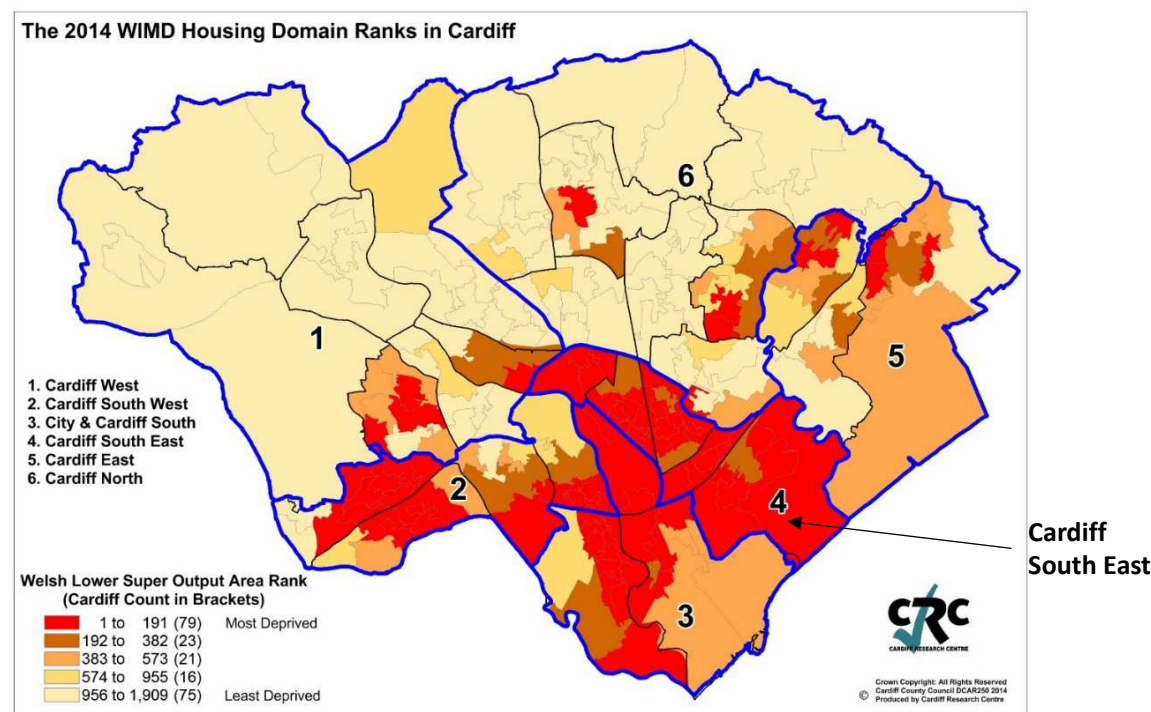 The 2014 WIMD Housing Domain Ranks in Cardiff
6
1
5
1. Cardiff West
2. Cardiff South West
3. City & Cardiff South
4. Cardiff South East
5. Cardiff East
6. Cardiff North
2
4
Cardiff
South East
3
Welsh Lower Super Output Area Rank
(Cardiff Count in Brackets)
1 to 191 (79) Most Deprived
192 to 382 (23)
383 to 573 (21)
574 to 955 (16)
956 to 1,909 (75) Least Deprived
CRC
CARDIFF RESEARCH CENTRE
Crown Copyright: All Rights Reserved
© Cardiff County Council DCAR250 2014
Produced by Cardiff Research Centre